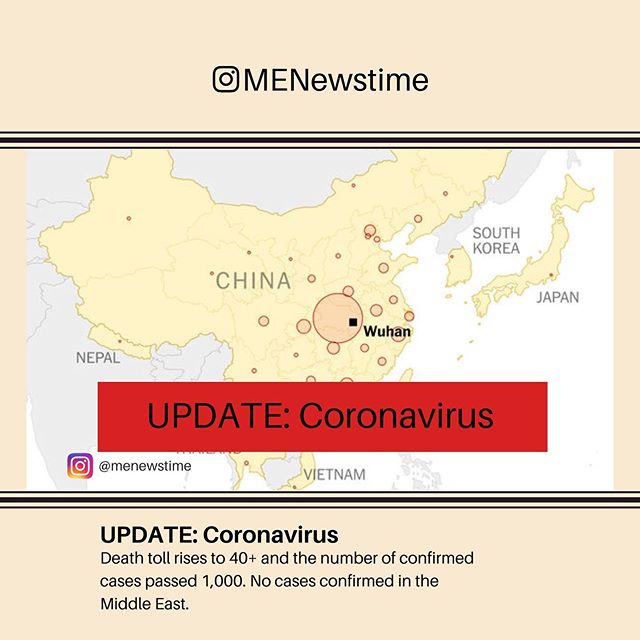 MENewstime
SOUTH
KOREA
CHINA
JAPAN
Wuhan
NEPAL
UPDATE: Coronavirus
THAILAND
@menewstime
VIETNAM
UPDATE: Coronavirus
Death toll rises to 40+ and the number of confirmed
cases passed 1,000. No cases confirmed in the
Middle East.